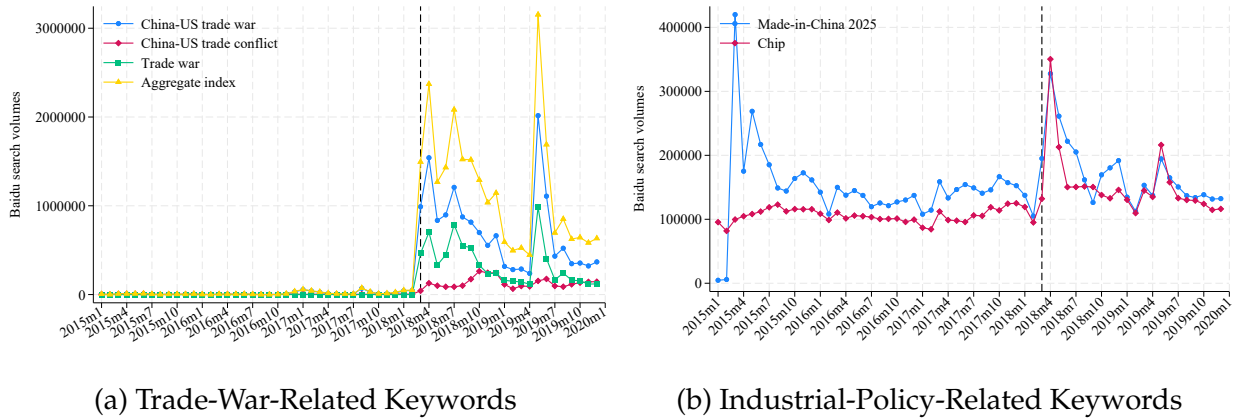 Baidu search volumes
3000000
2000000
1000000
0
China-US trade war
China-US trade conflict
Trade war
Aggregate index
2015m1
2015m4
2015m7
2015m10
2016m1
2016m4
2016m7
2016m10
2017m1
2017m4
2017m7
2017m10
2018m1
2018m4
2018m7
2018m10
2019m1
2019m4
2019m7
2019m10
2020m1
(a) Trade-War-Related Keywords
Baidu search volumes
400000
300000
200000
100000
0
Made-in-China 2025
Chip
2015m1
2015m4
2015m7
2015m10
2016m1
2016m4
2016m7
2016m10
2017m1
2017m4
2017m7
2017m10
2018m1
2018m4
2018m7
2018m10
2019m1
2019m4
2019m7
2019m10
2020m1
(b) Industrial-Policy-Related Keywords